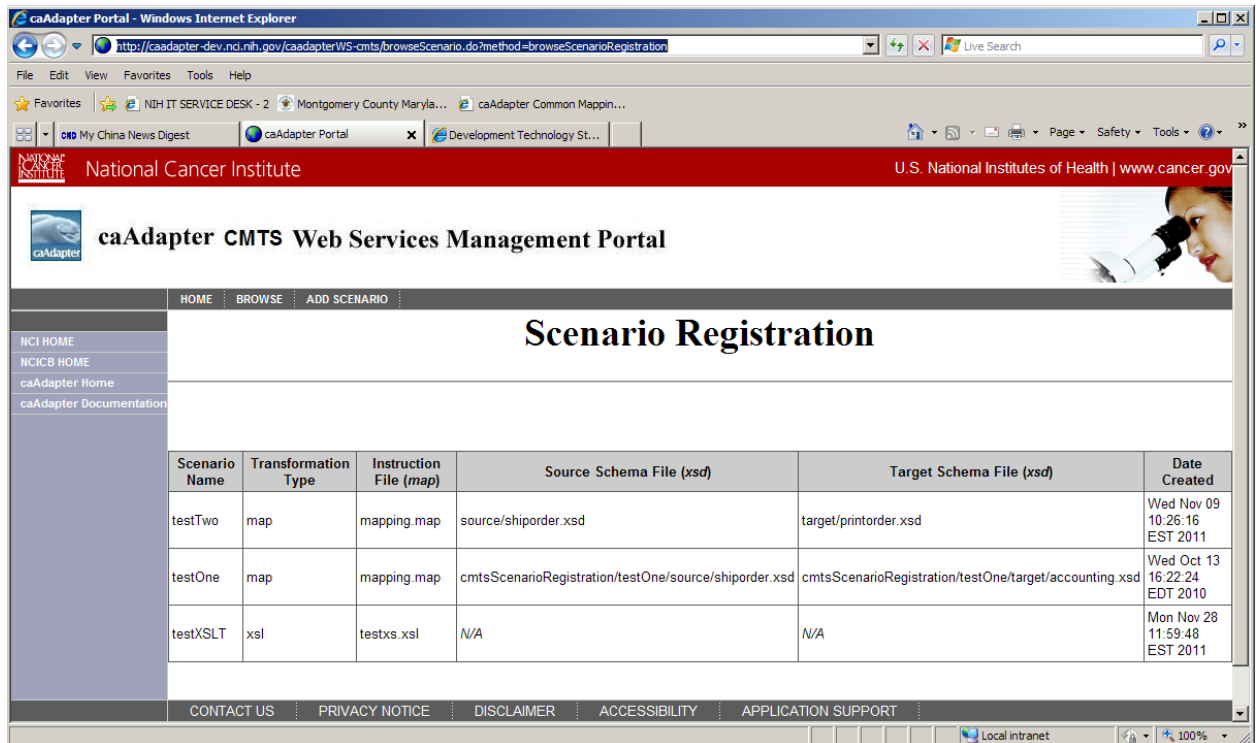 caAdapter Portal - Windows Internet Explorer
http://caadapter-dev.nci.nih.gov/caadapterWS-cmts/browseScenario.do?method=browseScenarioRegistration
Live Search
File Edit View Favorites Tools Help
Favorites NIH IT SERVICE DESK - 2 Montgomery County Maryla... caAdapter Common Mappin...
CND My China News Digest caAdapter Portal Development Technology St... Page Safety Tools
NATIONAL CANCER INSTITUTE National Cancer Institute U.S. National Institutes of Health | www.cancer.gov
caAdapter caAdapter CMTS Web Services Management Portal
HOME BROWSE ADD SCENARIO
Scenario Registration
NCI HOME
NCICB HOME
caAdapter Home
caAdapter Documentation
Scenario Name Transformation Type Instruction File (map) Source Schema File (xsd) Target Schema File (xsd) Date Created
testTwo map mapping.map source/shiporder.xsd target/printorder.xsd Wed Nov 09 10:26:16 EST 2011
testOne map mapping.map cmtsScenarioRegistration/testOne/source/shiporder.xsd cmtsScenarioRegistration/testOne/target/accounting.xsd Wed Oct 13 16:22:24 EDT 2010
testXSLT xsl testxs.xsl N/A N/A Mon Nov 28 11:59:48 EST 2011
CONTACT US PRIVACY NOTICE DISCLAIMER ACCESSIBILITY APPLICATION SUPPORT
Local intranet 100%